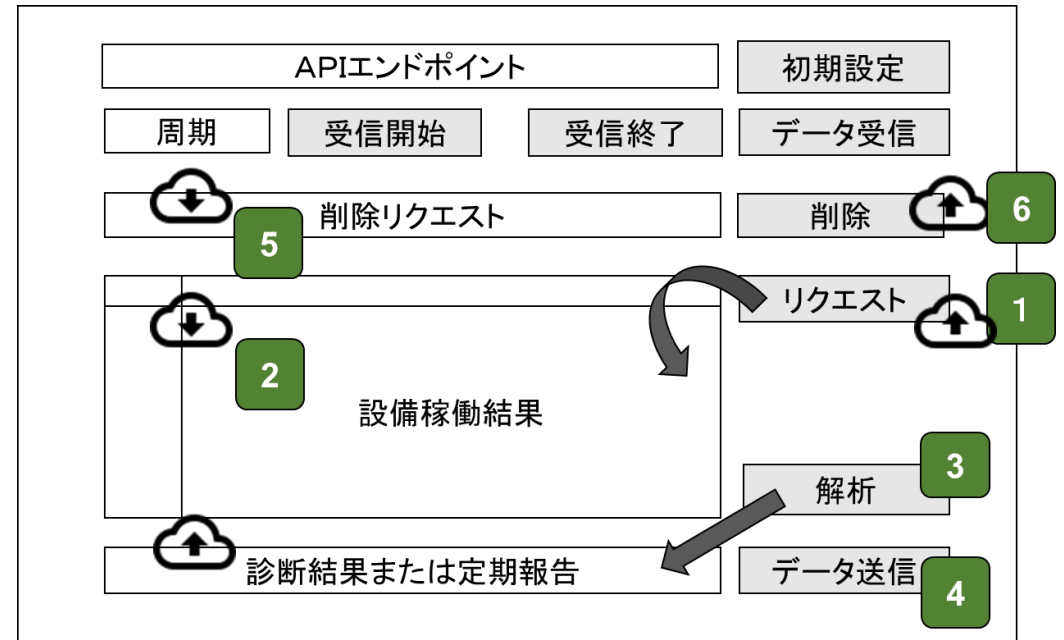 APIエンドポイント
初期設定
周期
受信開始
受信終了
データ受信
削除リクエスト
削除
6
5
リクエスト
1
2
設備稼働結果
3
解析
診断結果または定期報告
データ送信
4